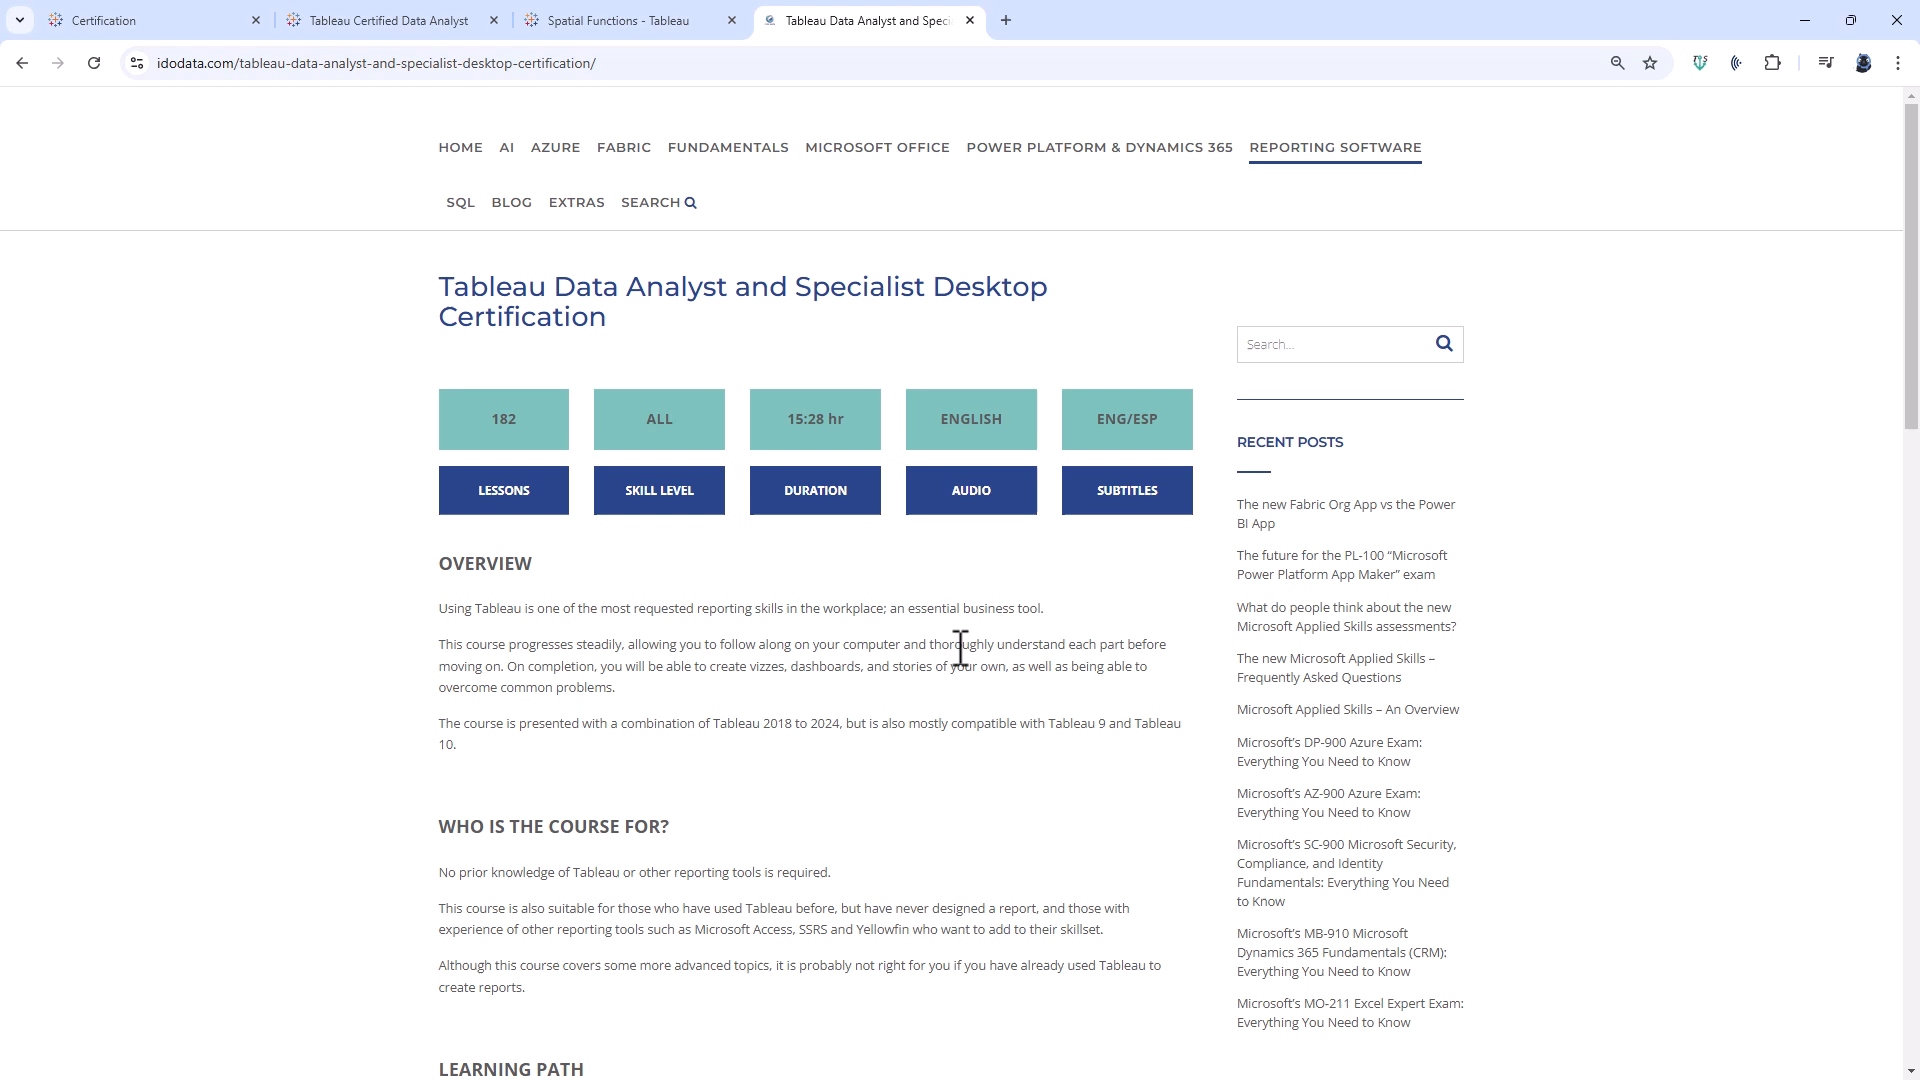 Certification
Tableau Certified Data Analyst
Spatial Functions - Tableau
Tableau Data Analyst and Speci
idodata.com/tableau-data-analyst-and-specialist-desktop-certification/
HOME AI AZURE FABRIC FUNDAMENTALS MICROSOFT OFFICE POWER PLATFORM & DYNAMICS 365 REPORTING SOFTWARE
SQL BLOG EXTRAS SEARCH
Tableau Data Analyst and Specialist Desktop
Certification
182 ALL 15:28 hr ENGLISH ENG/ESP
LESSONS SKILL LEVEL DURATION AUDIO SUBTITLES
OVERVIEW
Using Tableau is one of the most requested reporting skills in the workplace; an essential business tool.
This course progresses steadily, allowing you to follow along on your computer and thoroughly understand each part before
moving on. On completion, you will be able to create vizzes, dashboards, and stories of your own, as well as being able to
overcome common problems.
The course is presented with a combination of Tableau 2018 to 2024, but is also mostly compatible with Tableau 9 and Tableau
10.
WHO IS THE COURSE FOR?
No prior knowledge of Tableau or other reporting tools is required.
This course is also suitable for those who have used Tableau before, but have never designed a report, and those with
experience of other reporting tools such as Microsoft Access, SSRS and Yellowfin who want to add to their skillset.
Although this course covers some more advanced topics, it is probably not right for you if you have already used Tableau to
create reports.
LEARNING PATH
Search...
RECENT POSTS
The new Fabric Org App vs the Power
BI App
The future for the PL-100 “Microsoft
Power Platform App Maker” exam
What do people think about the new
Microsoft Applied Skills assessments?
The new Microsoft Applied Skills –
Frequently Asked Questions
Microsoft Applied Skills – An Overview
Microsoft’s DP-900 Azure Exam:
Everything You Need to Know
Microsoft’s AZ-900 Azure Exam:
Everything You Need to Know
Microsoft’s SC-900 Microsoft Security,
Compliance, and Identity
Fundamentals: Everything You Need
to Know
Microsoft’s MB-910 Microsoft
Dynamics 365 Fundamentals (CRM):
Everything You Need to Know
Microsoft’s MO-211 Excel Expert Exam:
Everything You Need to Know